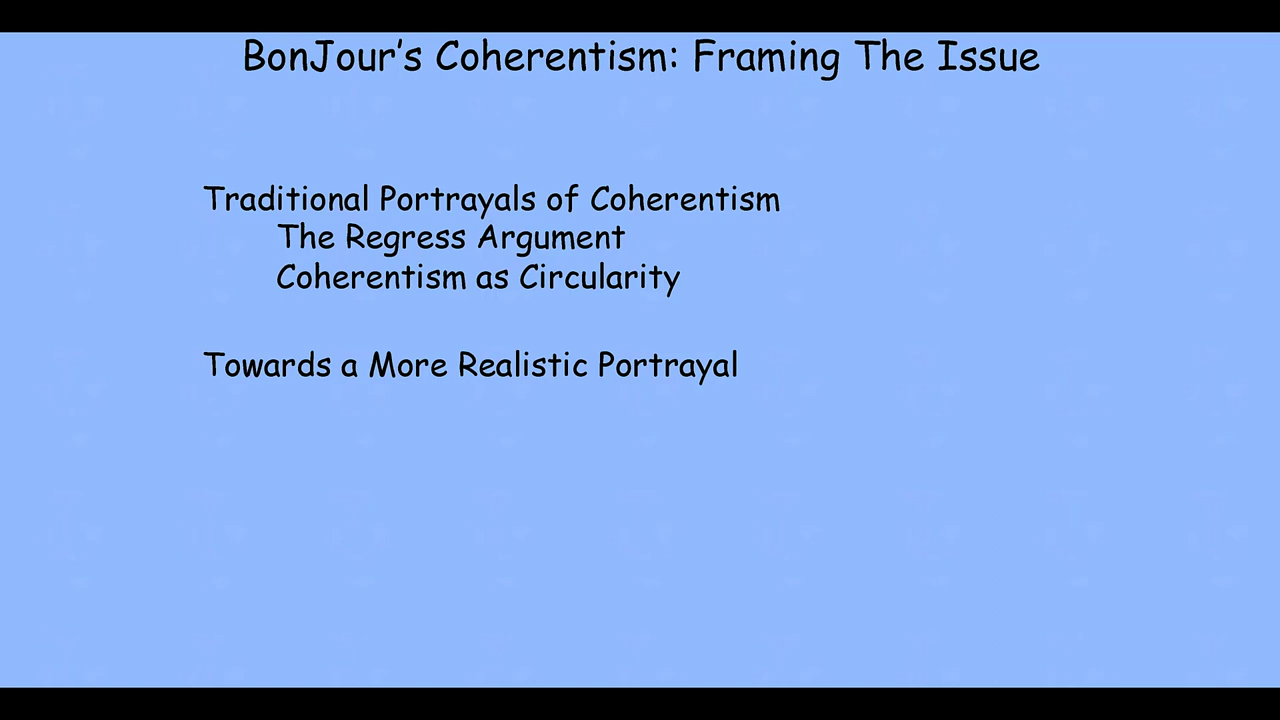 BonJour's Coherentism: Framing The Issue
Traditional Portrayals of Coherentism
The Regress Argument
Coherentism as Circularity
Towards a More Realistic Portrayal